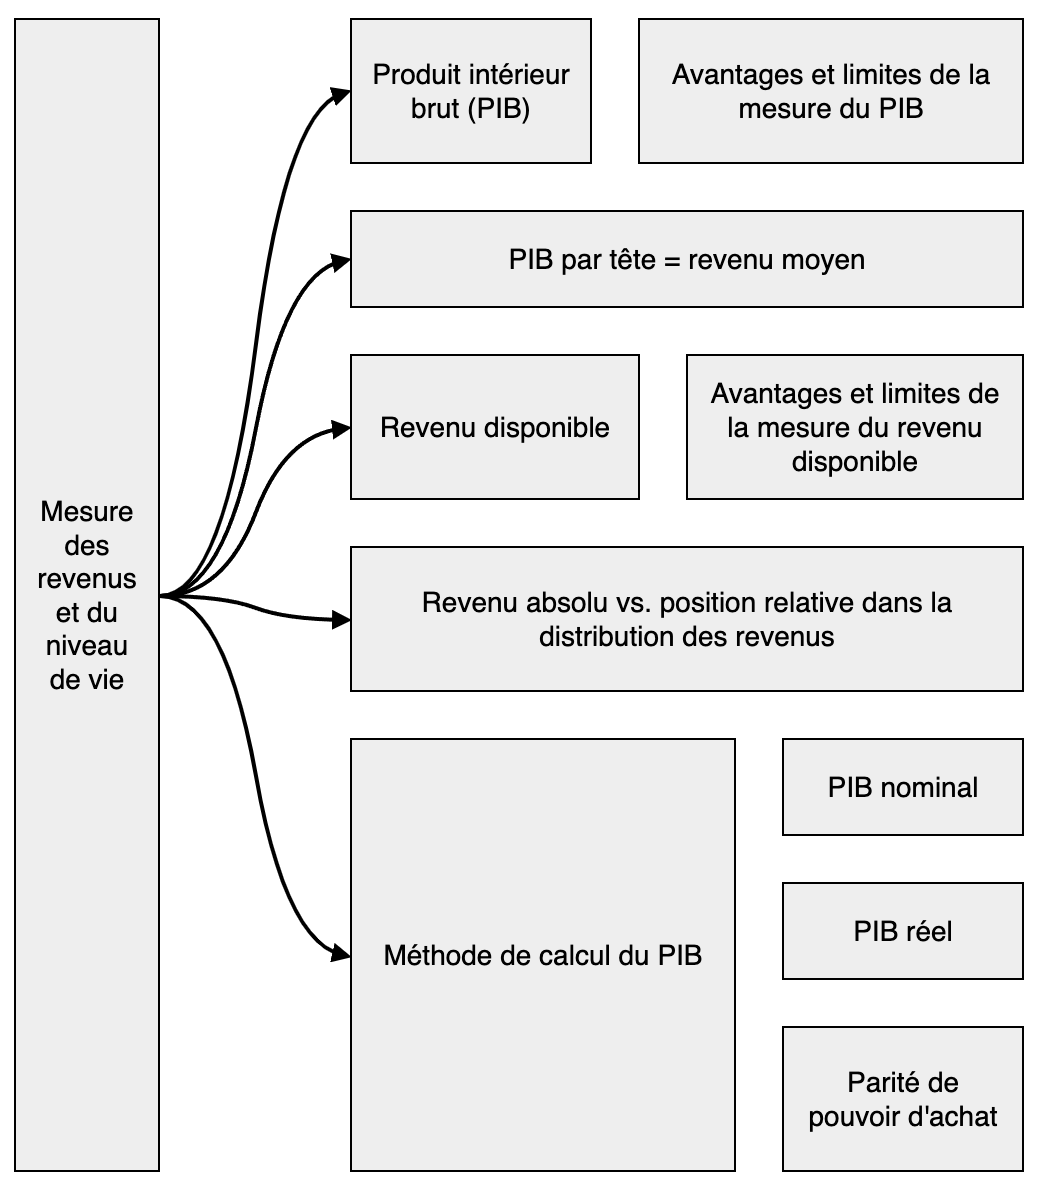 Mesure
des
revenus
et du
niveau
de vie
Produit intérieur
brut (PIB)
Avantages et limites de la
mesure du PIB
PIB par tête = revenu moyen
Revenu disponible
Avantages et limites de
la mesure du revenu
disponible
Revenu absolu vs. position relative dans la
distribution des revenus
Méthode de calcul du PIB
PIB nominal
PIB réel
Parité de
pouvoir d'achat